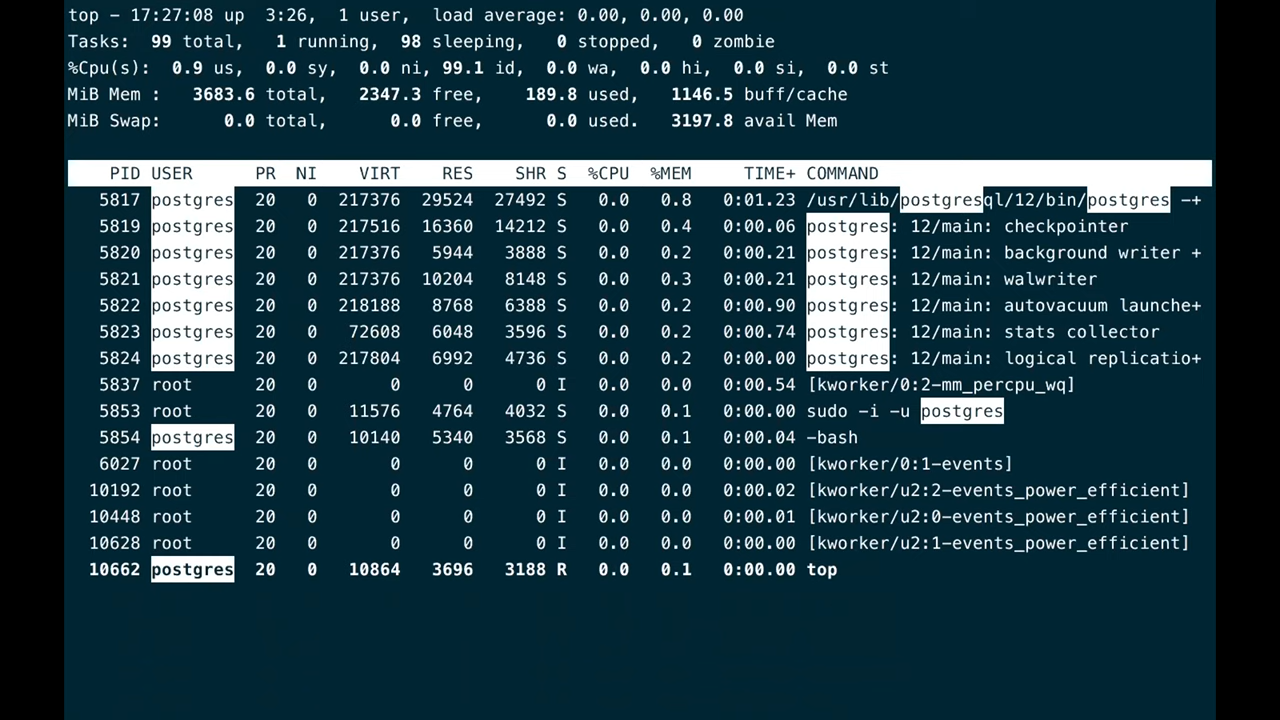 top - 17:27:08 up  3:26,  1 user,  load average: 0.00, 0.00, 0.00
Tasks:  99 total,   1 running,  98 sleeping,   0 stopped,   0 zombie
%Cpu(s):  0.9 us,  0.0 sy,  0.0 ni, 99.1 id,  0.0 wa,  0.0 hi,  0.0 si,  0.0 st
MiB Mem :   3683.6 total,   2347.3 free,    189.8 used,   1146.5 buff/cache
MiB Swap:      0.0 total,      0.0 free,      0.0 used.   3197.8 avail Mem
PID USER      PR  NI    VIRT    RES    SHR S  %CPU  %MEM     TIME+ COMMAND
5817 postgres  20   0  217376  29524  27492 S   0.0   0.8   0:01.23 /usr/lib/postgresql/12/bin/postgres -+
5819 postgres  20   0  217516  16360  14212 S   0.0   0.4   0:00.06 postgres: 12/main: checkpointer
5820 postgres  20   0  217376   5944   3888 S   0.0   0.2   0:00.21 postgres: 12/main: background writer +
5821 postgres  20   0  217376  10204   8148 S   0.0   0.3   0:00.21 postgres: 12/main: walwriter
5822 postgres  20   0  218188   8768   6388 S   0.0   0.2   0:00.90 postgres: 12/main: autovacuum launche+
5823 postgres  20   0   72608   6048   3596 S   0.0   0.2   0:00.74 postgres: 12/main: stats collector
5824 postgres  20   0  217804   6992   4736 S   0.0   0.2   0:00.00 postgres: 12/main: logical replicatio+
5837 root      20   0       0      0      0 I   0.0   0.0   0:00.54 [kworker/0:2-mm_percpu_wq]
5853 root      20   0   11576   4764   4032 S   0.0   0.1   0:00.00 sudo -i -u postgres
5854 postgres  20   0   10140   5340   3568 S   0.0   0.1   0:00.04 -bash
6027 root      20   0       0      0      0 I   0.0   0.0   0:00.00 [kworker/0:1-events]
10192 root      20   0       0      0      0 I   0.0   0.0   0:00.02 [kworker/u2:2-events_power_efficient]
10448 root      20   0       0      0      0 I   0.0   0.0   0:00.01 [kworker/u2:0-events_power_efficient]
10628 root      20   0       0      0      0 I   0.0   0.0   0:00.00 [kworker/u2:1-events_power_efficient]
10662 postgres  20   0   10864   3696   3188 R   0.0   0.1   0:00.00 top